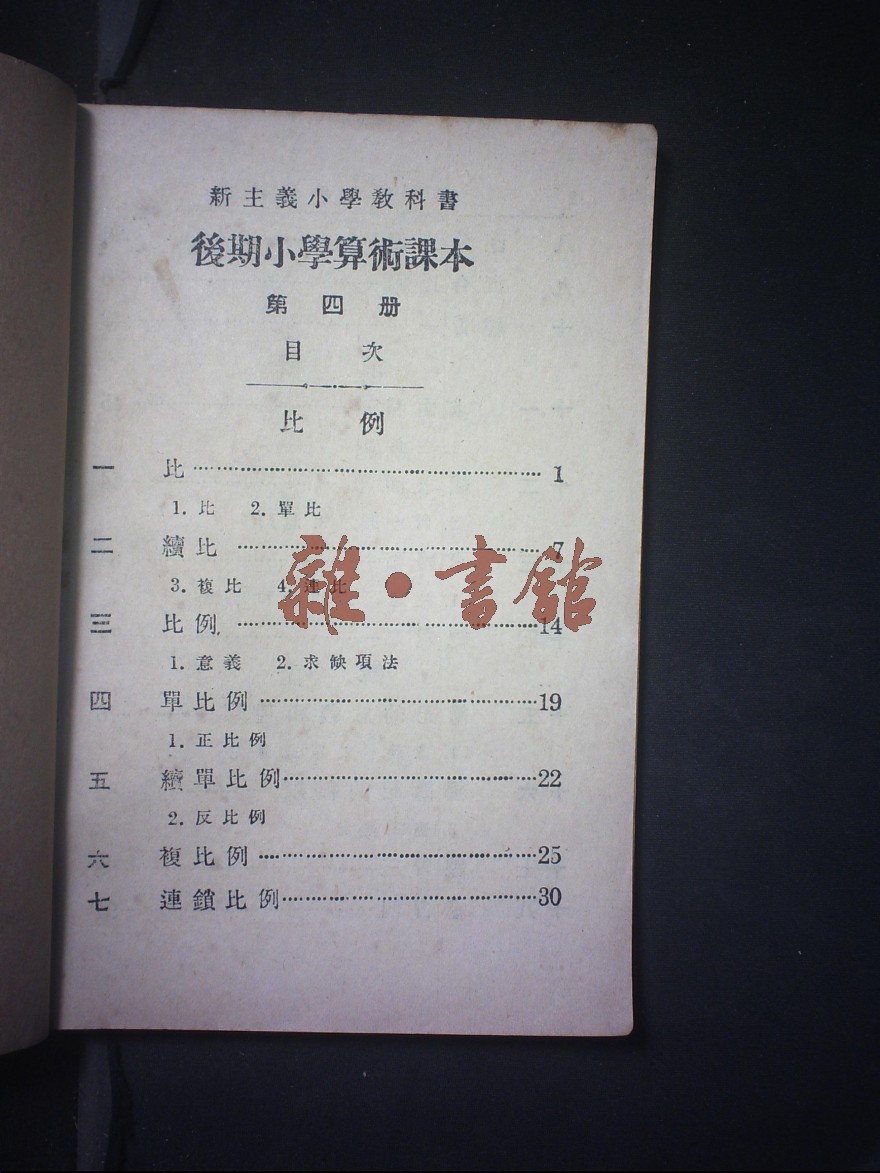 新主義小學教科書
後期小學算術課本
第四册
目次
比例
一 比 1
1. 比 2. 單比
二 續比 7
3. 複比 4. 連比
三 比例 14
1. 意義 2. 求缺項法
四 單比例 19
1. 正比例
五 續單比例 22
2. 反比例
六 複比例 25
七 連鎖比例 30
雜·書館